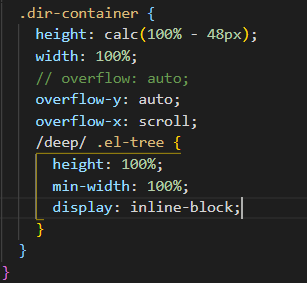 .dir-container {
height: calc(100% - 48px);
width: 100%;
// overflow: auto;
overflow-y: auto;
overflow-x: scroll;
/deep/ .el-tree {
height: 100%;
min-width: 100%;
display: inline-block;
}
}
}